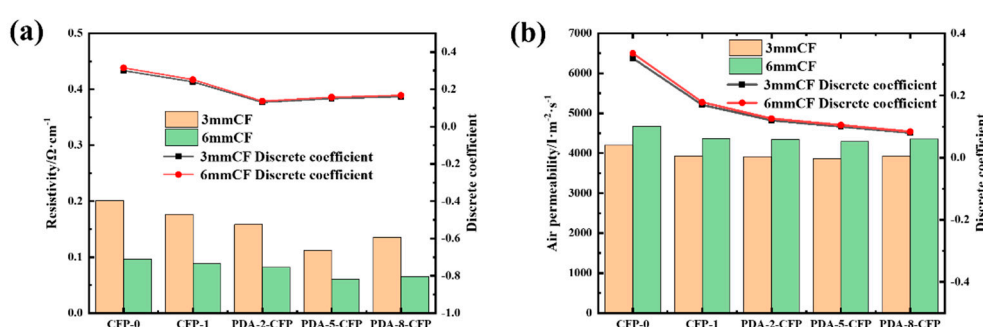 (a)
0.5
0.4
0.3
0.2
0.1
0.0
Resistivity/Ω·cm⁻¹
3mmCF
6mmCF
3mmCF Discrete coefficient
6mmCF Discrete coefficient
0.4
0.2
0.0
-0.2
-0.4
-0.6
-0.8
-1.0
Discrete coefficient
CFP-0 CFP-1 PDA-2-CFP PDA-5-CFP PDA-8-CFP
(b)
7000
6000
5000
4000
3000
2000
1000
0
Air permeability/l·m⁻²·s⁻¹
3mmCF
6mmCF
3mmCF Discrete coefficient
6mmCF Discrete coefficient
0.4
0.2
0.0
-0.2
-0.4
Discrete coefficient
CFP-0 CFP-1 PDA-2-CFP PDA-5-CFP PDA-8-CFP